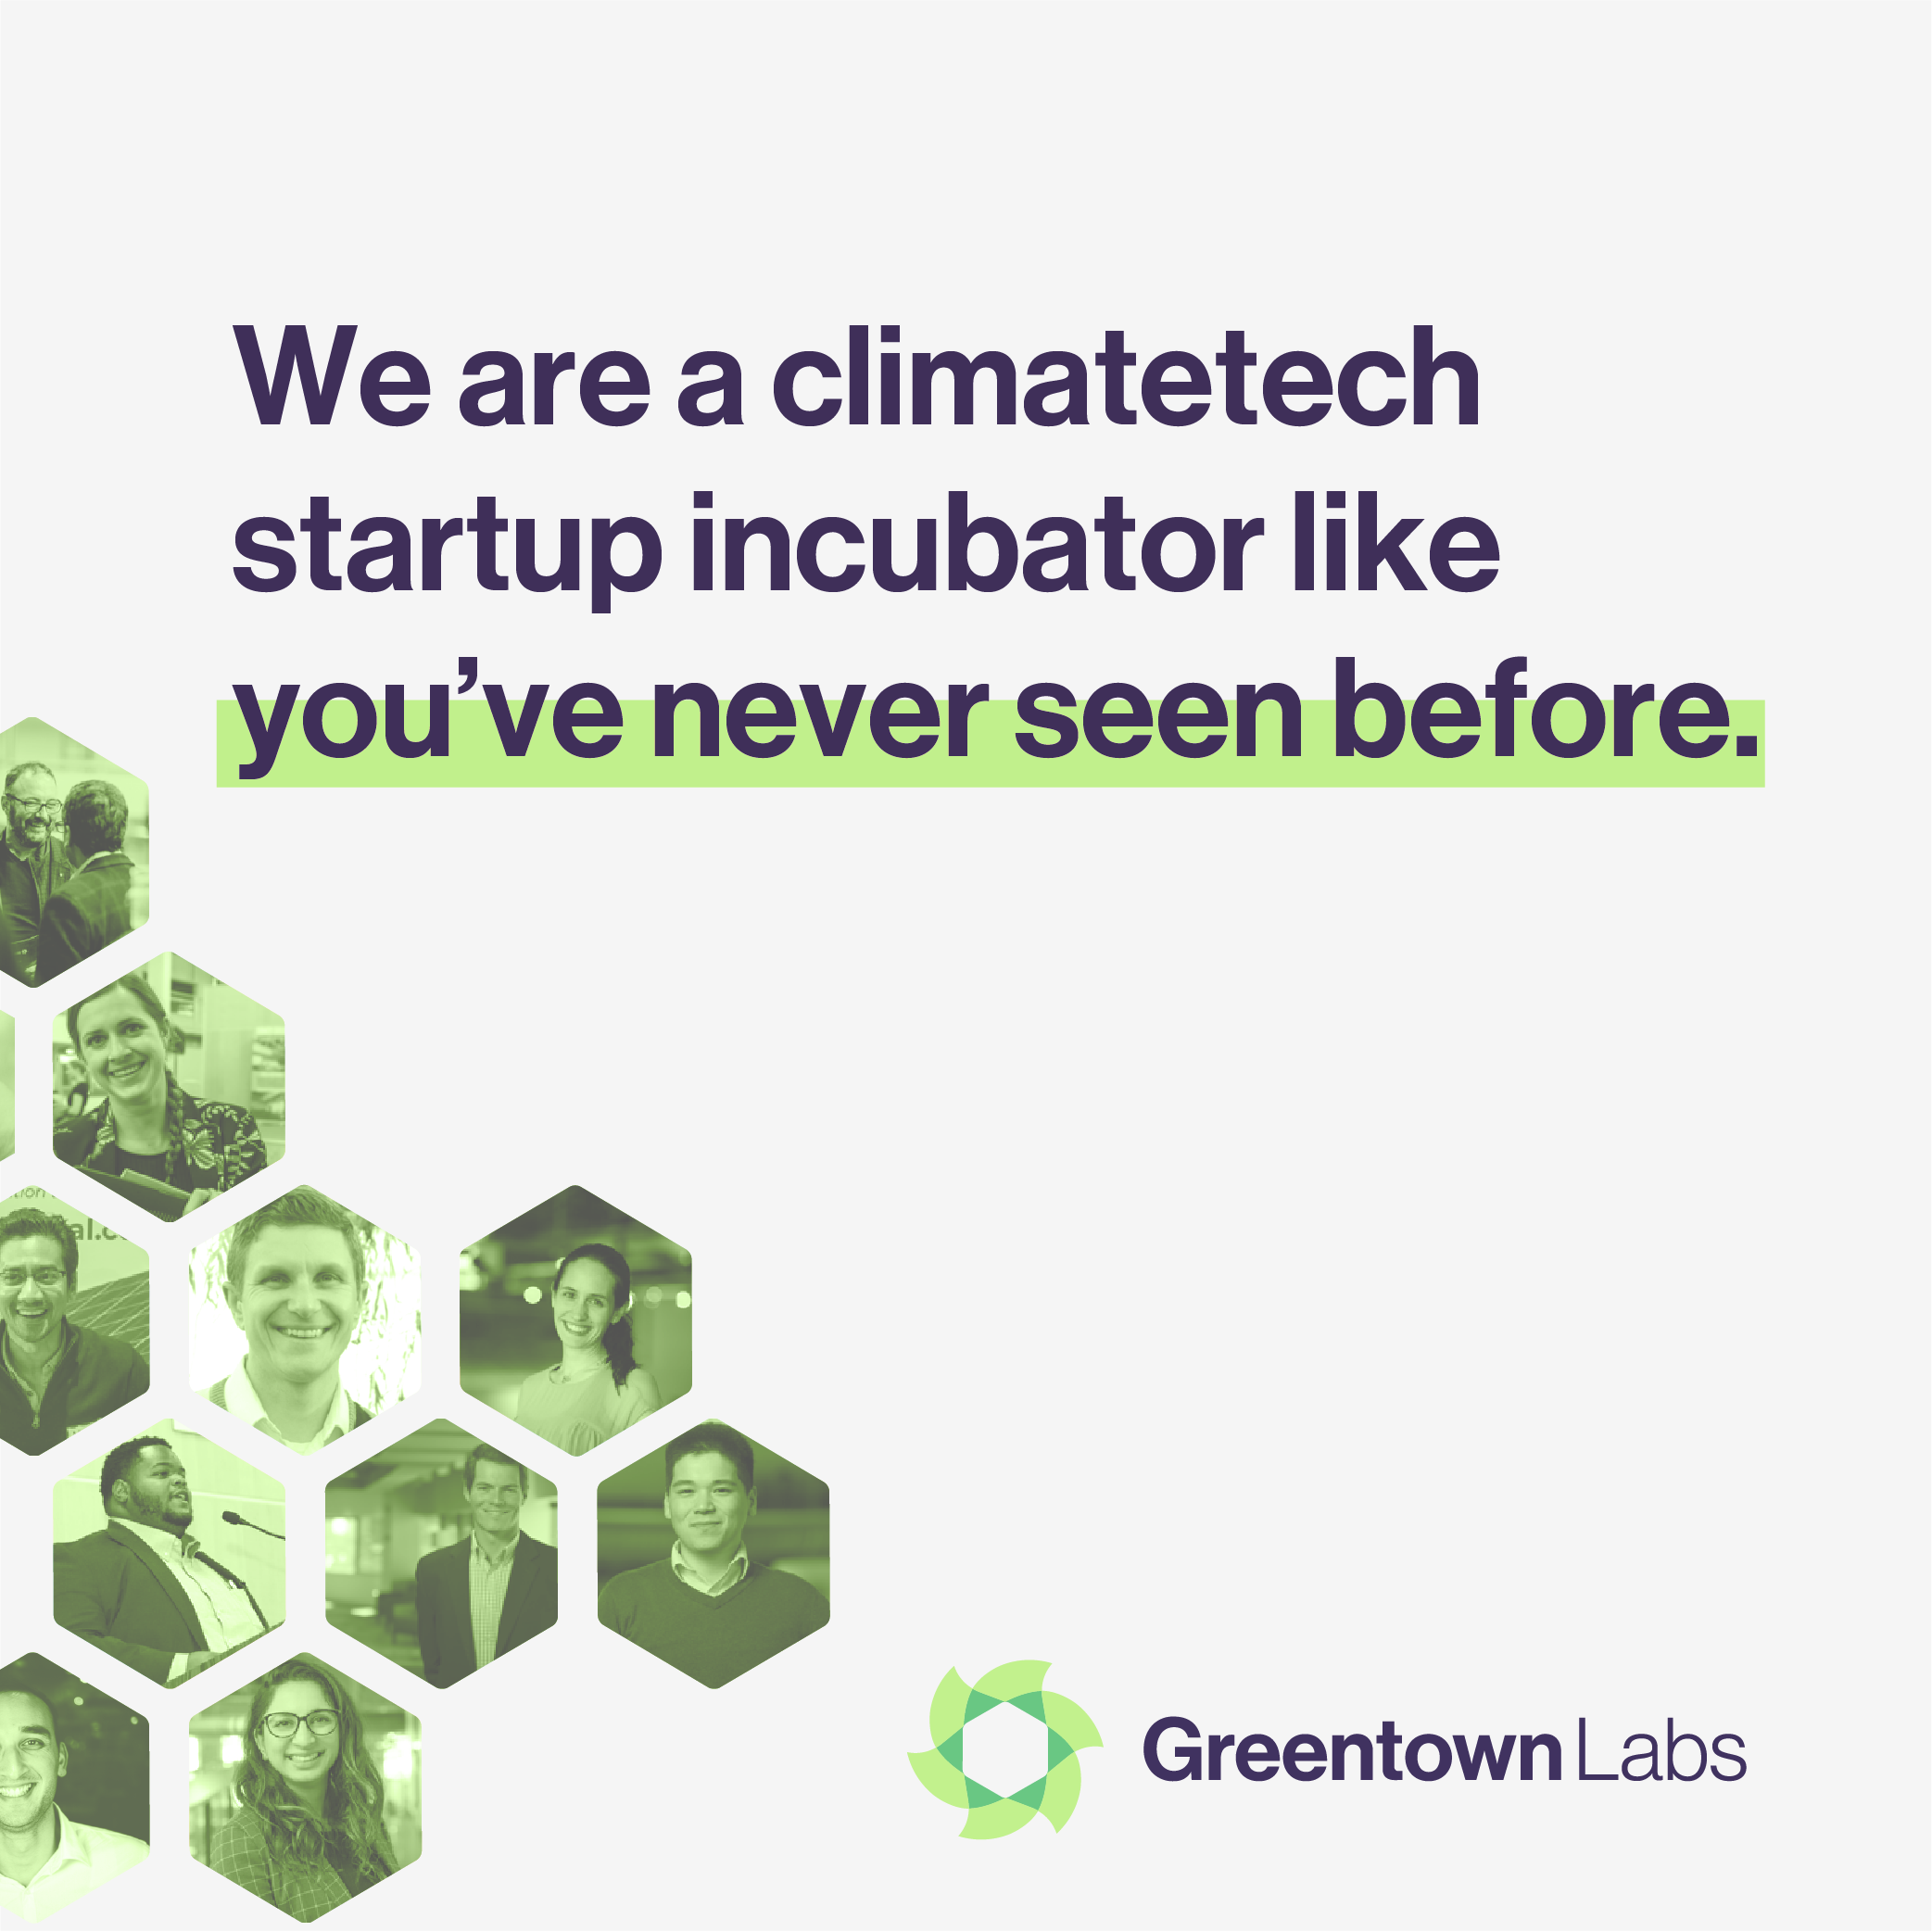 We are a climatetech
startup incubator like
you’ve never seen before.
Greentown Labs